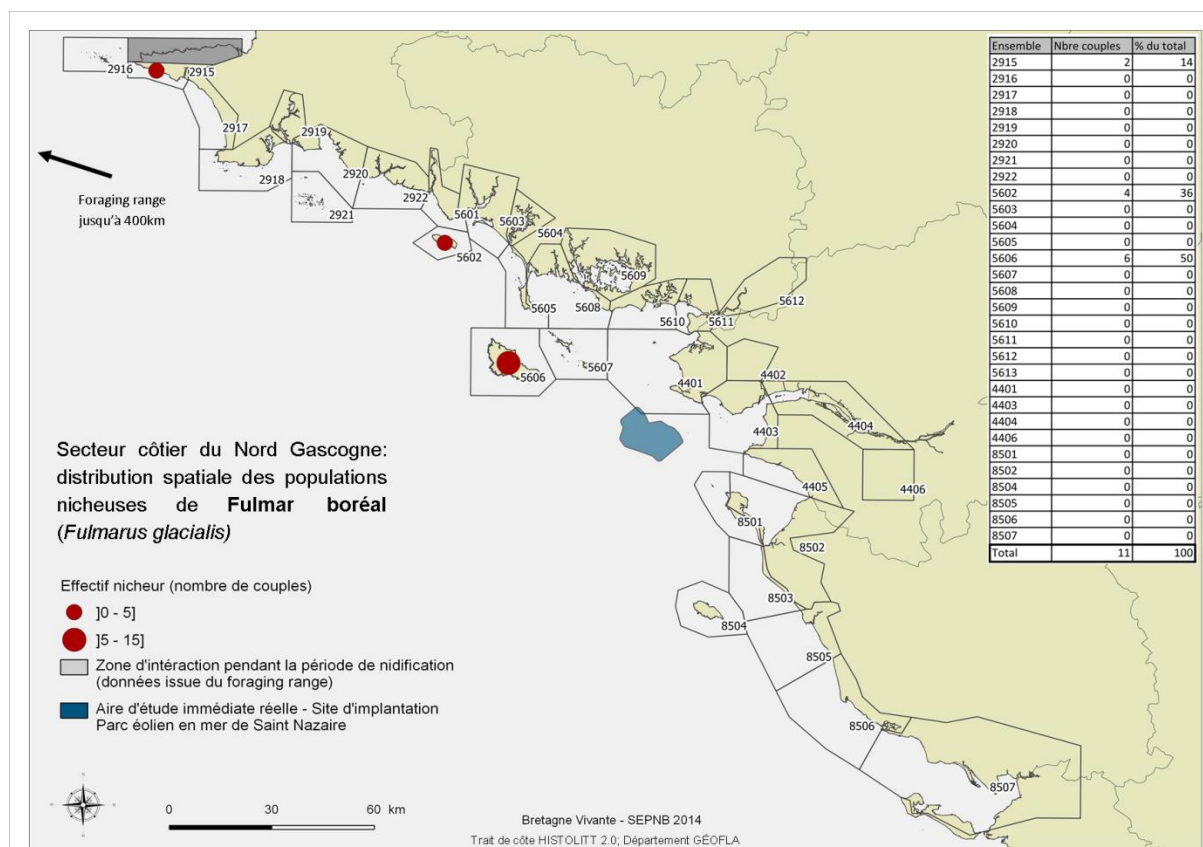 2916
2915
2917
2919
2918
2920
2921
2922
5601
5602
5603
5604
5605
5608
5609
5610
5611
5612
5606
5607
4401
4402
4403
4404
4405
4406
8501
8502
8503
8504
8505
8506
8507
Foraging range
jusqu'à 400km
Secteur côtier du Nord Gascogne:
distribution spatiale des populations
nicheuses de Fulmar boréal
(Fulmarus glacialis)
Effectif nicheur (nombre de couples)
]0 - 5]
]5 - 15]
Zone d'intéraction pendant la période de nidification
(données issue du foraging range)
Aire d'étude immédiate réelle - Site d'implantation
Parc éolien en mer de Saint Nazaire
0 30 60 km
Bretagne Vivante - SEPNB 2014
Trait de côte HISTOLITT 2.0; Département GÉOFLA
Ensemble Nbre couples % du total
2915 2 14
2916 0 0
2917 0 0
2918 0 0
2919 0 0
2920 0 0
2921 0 0
2922 0 0
5602 4 36
5603 0 0
5604 0 0
5605 0 0
5606 6 50
5607 0 0
5608 0 0
5609 0 0
5610 0 0
5611 0 0
5612 0 0
5613 0 0
4401 0 0
4403 0 0
4404 0 0
4406 0 0
8501 0 0
8502 0 0
8504 0 0
8505 0 0
8506 0 0
8507 0 0
Total 11 100